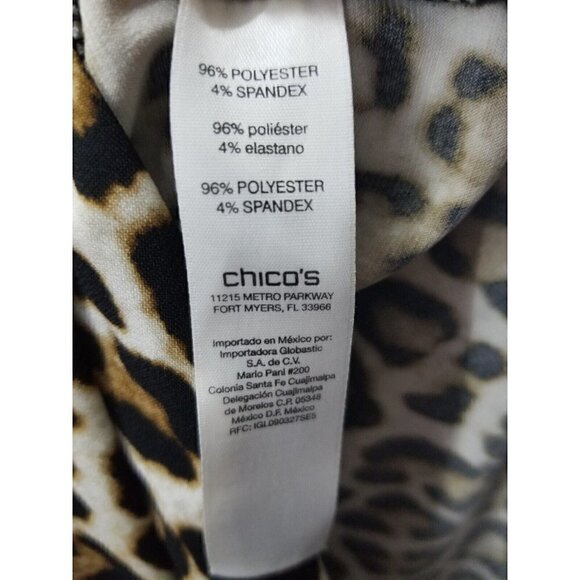 96% POLYESTER
4% SPANDEX
96% poliéster
4% elastano
96% POLYESTER
4% SPANDEX
chico's
11215 METRO PARKWAY
FORT MYERS, FL 33966
Importado en México por:
Importadora Globastic
S.A. de C.V.
Mario Pani #200
Colonia Santa Fe Cuajimalpa
Delegación Cuajimalpa
de Morelos C.P. 05348
México D.F. México
RFC: IGL090327SE5